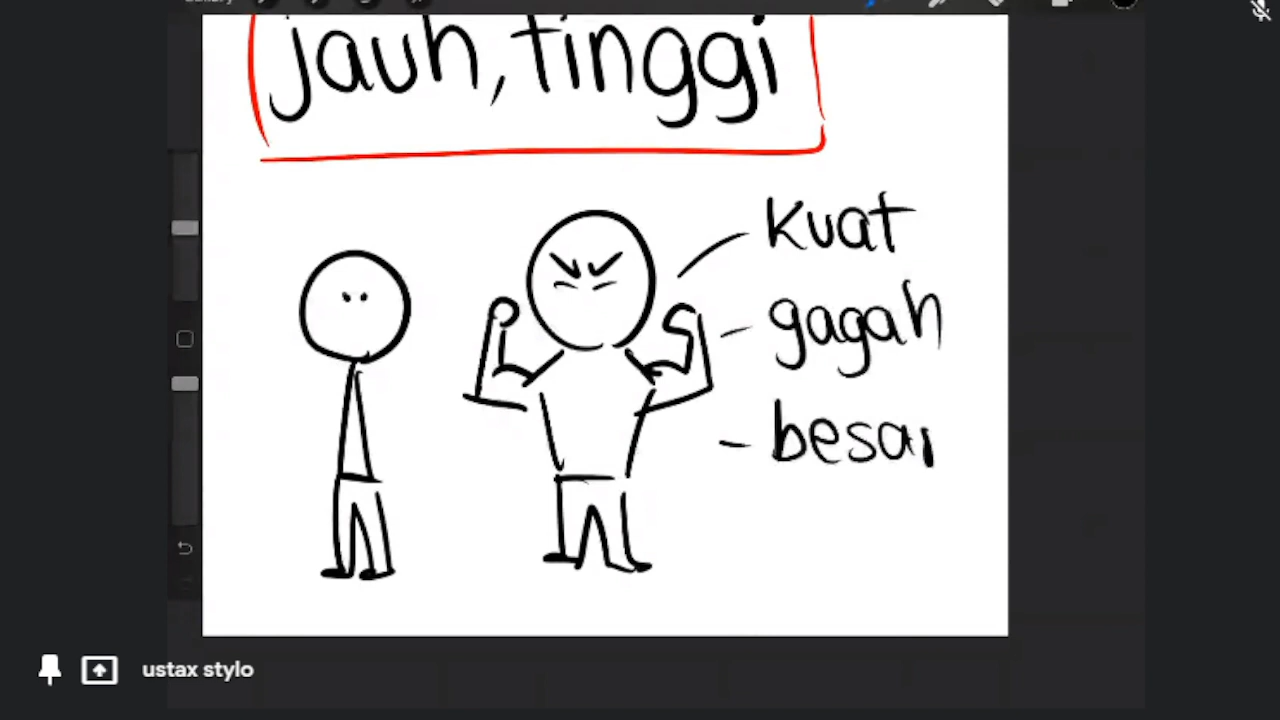 jauh, tinggi
kuat
- gagah
- besar
ustax stylo